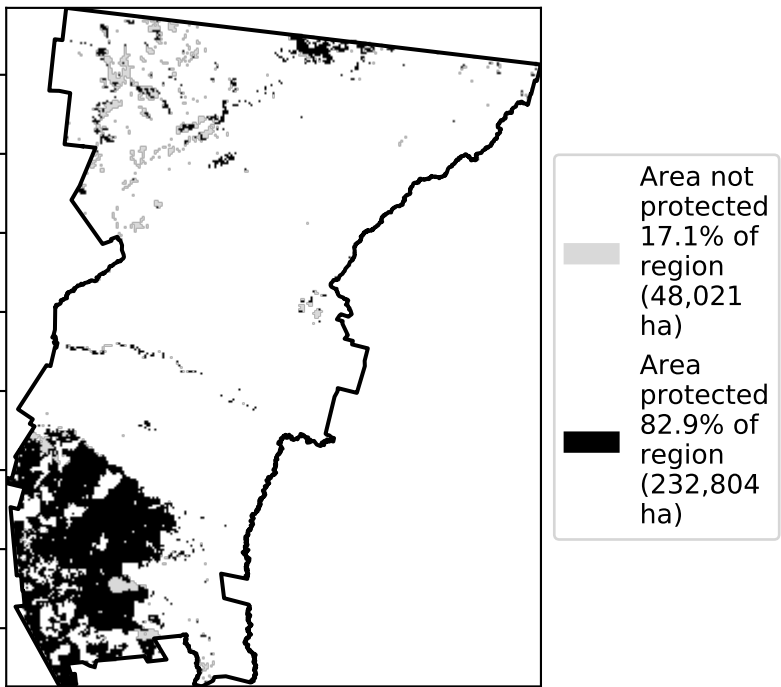 Area not
protected
17.1% of
region
(48,021
ha)
Area
protected
82.9% of
region
(232,804
ha)